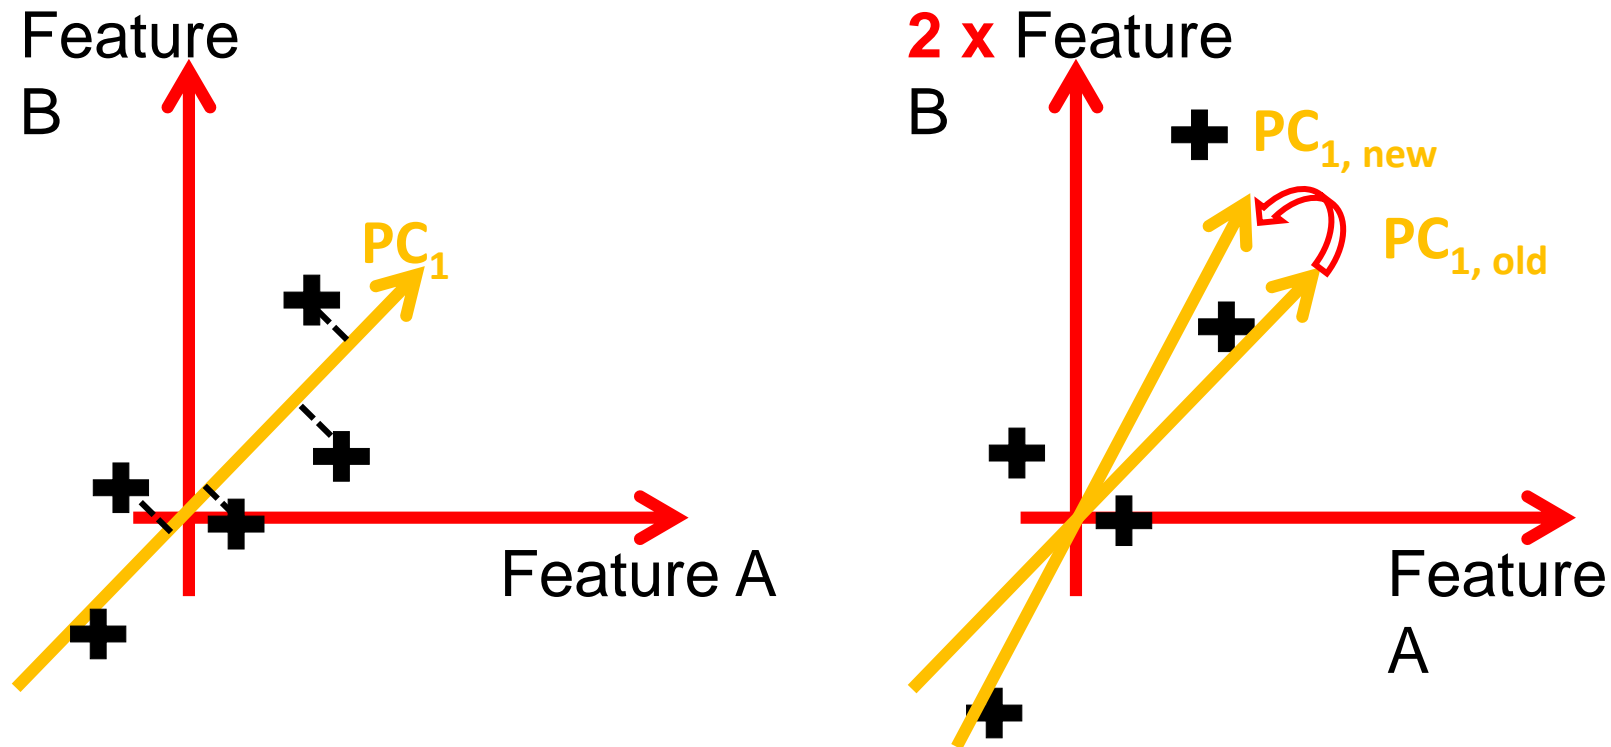 Feature
B
PC1
Feature A
2 x Feature
B
PC1, new
PC1, old
Feature
A